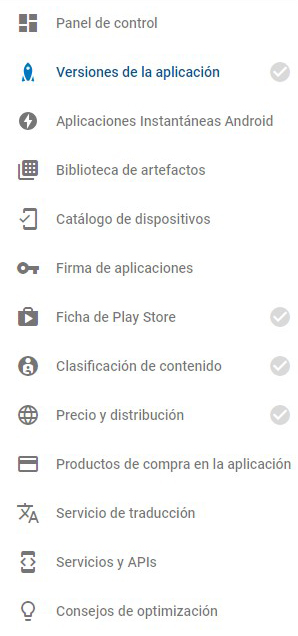 Panel de control
Versiones de la aplicación
Aplicaciones Instantáneas Android
Biblioteca de artefactos
Catálogo de dispositivos
Firma de aplicaciones
Ficha de Play Store
Clasificación de contenido
Precio y distribución
Productos de compra en la aplicación
Servicio de traducción
Servicios y APIs
Consejos de optimización